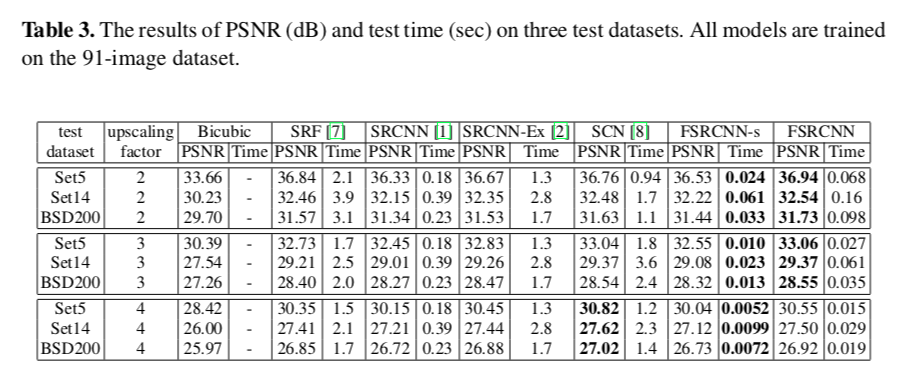 Table 3. The results of PSNR (dB) and test time (sec) on three test datasets. All models are trained
on the 91-image dataset.
test upscaling Bicubic SRF [7] SRCNN [1] SRCNN-Ex [2] SCN [8] FSRCNN-s FSRCNN
dataset factor PSNR Time PSNR Time PSNR Time PSNR Time PSNR Time PSNR Time PSNR Time
Set5 2 33.66 - 36.84 2.1 36.33 0.18 36.67 1.3 36.76 0.94 36.53 0.024 36.94 0.068
Set14 2 30.23 - 32.46 3.9 32.15 0.39 32.35 2.8 32.48 1.7 32.22 0.061 32.54 0.16
BSD200 2 29.70 - 31.57 3.1 31.34 0.23 31.53 1.7 31.63 1.1 31.44 0.033 31.73 0.098
Set5 3 30.39 - 32.73 1.7 32.45 0.18 32.83 1.3 33.04 1.8 32.55 0.010 33.06 0.027
Set14 3 27.54 - 29.21 2.5 29.01 0.39 29.26 2.8 29.37 3.6 29.08 0.023 29.37 0.061
BSD200 3 27.26 - 28.40 2.0 28.27 0.23 28.47 1.7 28.54 2.4 28.32 0.013 28.55 0.035
Set5 4 28.42 - 30.35 1.5 30.15 0.18 30.45 1.3 30.82 1.2 30.04 0.0052 30.55 0.015
Set14 4 26.00 - 27.41 2.1 27.21 0.39 27.44 2.8 27.62 2.3 27.12 0.0099 27.50 0.029
BSD200 4 25.97 - 26.85 1.7 26.72 0.23 26.88 1.7 27.02 1.4 26.73 0.0072 26.92 0.019